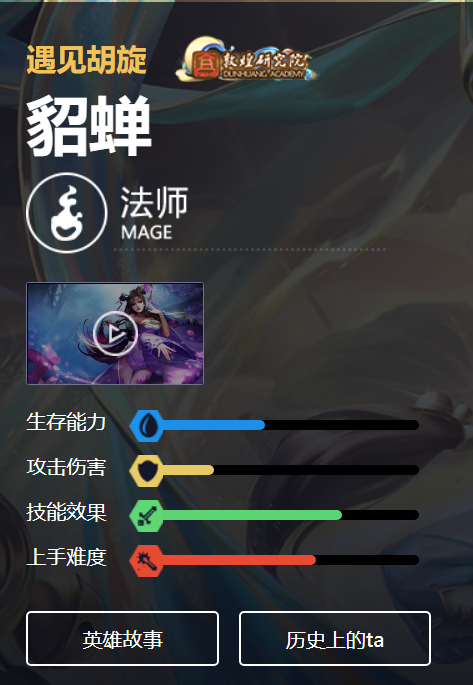 遇见胡旋
敦煌研究院
DUNHUANG ACADEMY
貂蝉
法师
MAGE
生存能力
攻击伤害
技能效果
上手难度
英雄故事
历史上的ta